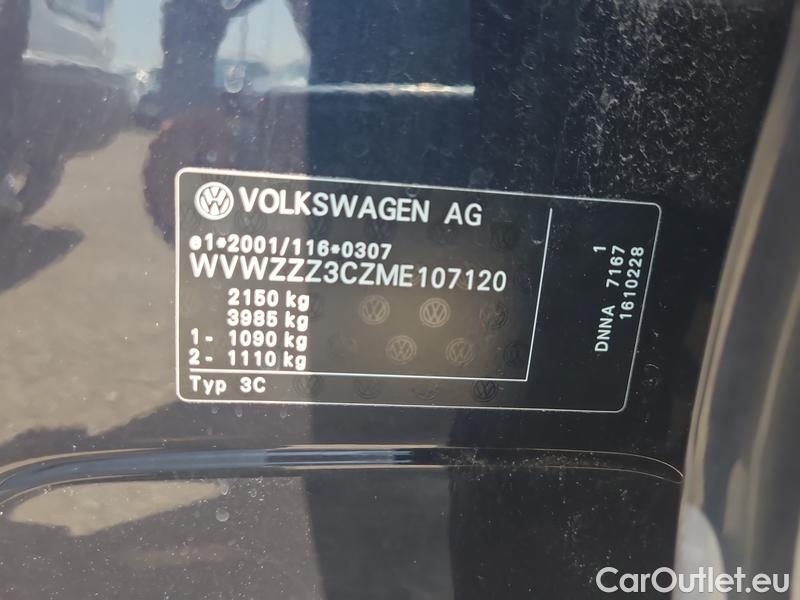 VOLKSWAGEN AG
e1*2001/116*0307
WVWZZZ3CZME107120
2150 kg
3985 kg
1- 1090 kg
2- 1110 kg
Typ 3C
DNNA 7167 1
1610228
CarOutlet.eu